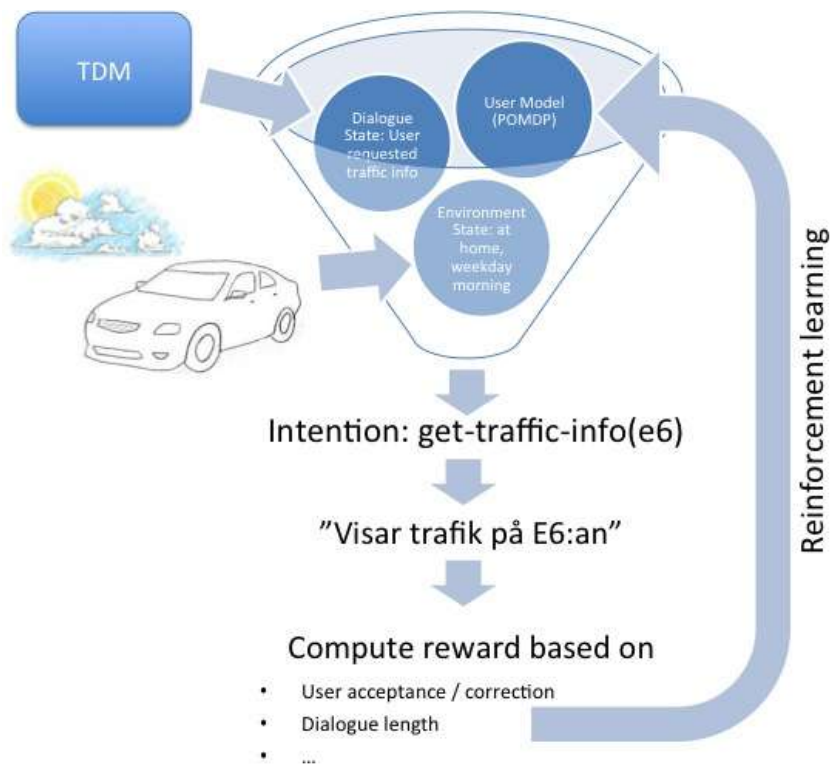 TDM
Dialogue
State: User
requested
traffic info
User Model
(POMDP)
Environment
State: at
home,
weekday
morning
Intention: get-traffic-info(e6)
”Visar trafik på E6:an”
Compute reward based on
• User acceptance / correction
• Dialogue length
• ...
Reinforcement learning